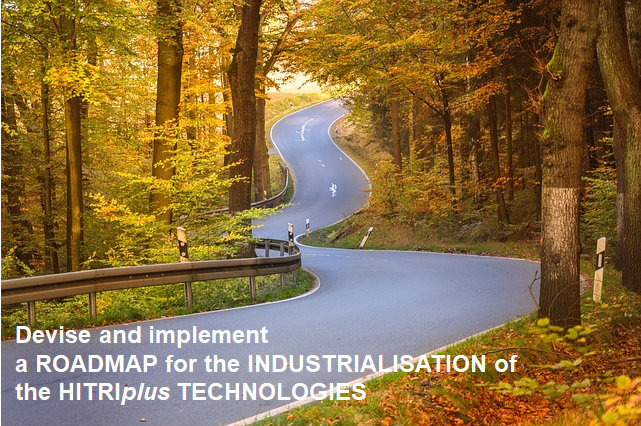 Devise and implement
a ROADMAP for the INDUSTRIALISATION of
the HITRIplus TECHNOLOGIES